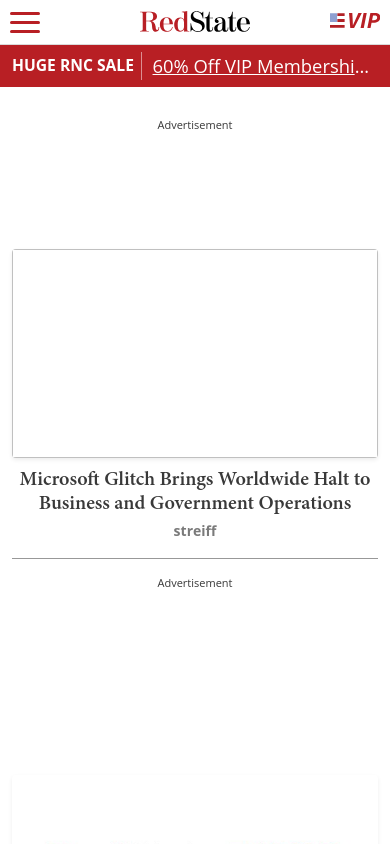 RedState
VIP
HUGE RNC SALE
60% Off VIP Membershi...
Advertisement
Microsoft Glitch Brings Worldwide Halt to
Business and Government Operations
streiff
Advertisement